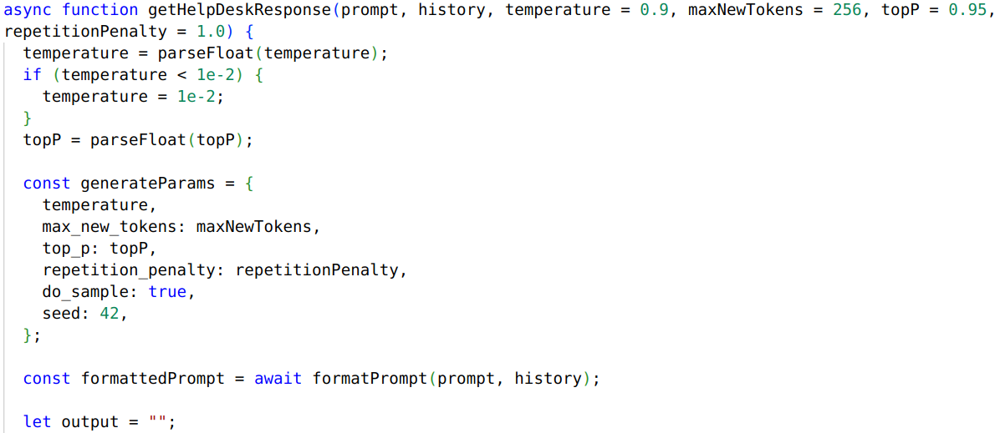 async function getHelpDeskResponse(prompt, history, temperature = 0.9, maxNewTokens = 256, topP = 0.95,
repetitionPenalty = 1.0) {
  temperature = parseFloat(temperature);
  if (temperature < 1e-2) {
    temperature = 1e-2;
  }
  topP = parseFloat(topP);

  const generateParams = {
    temperature,
    max_new_tokens: maxNewTokens,
    top_p: topP,
    repetition_penalty: repetitionPenalty,
    do_sample: true,
    seed: 42,
  };

  const formattedPrompt = await formatPrompt(prompt, history);

  let output = "";